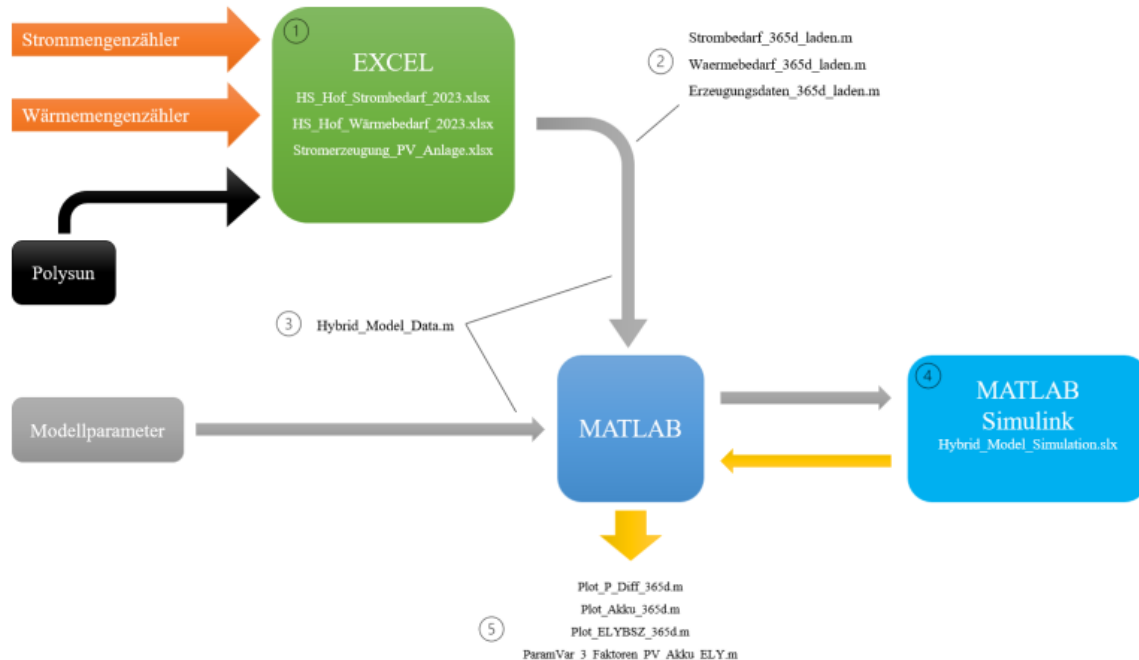 Strommengenzähler
Wärmemengenzähler
Polysun
1
EXCEL
HS_Hof_Strombedarf_2023.xlsx
HS_Hof_Wärmebedarf_2023.xlsx
Stromerzeugung_PV_Anlage.xlsx
2
Strombedarf_365d_laden.m
Waermebedarf_365d_laden.m
Erzeugungsdaten_365d_laden.m
3
Hybrid_Model_Data.m
Modellparameter
MATLAB
4
MATLAB
Simulink
Hybrid_Model_Simulation.slx
5
Plot_P_Diff_365d.m
Plot_Akku_365d.m
Plot_ELYBSZ_365d.m
ParamVar_3_Faktoren_PV_Akku_ELY.m